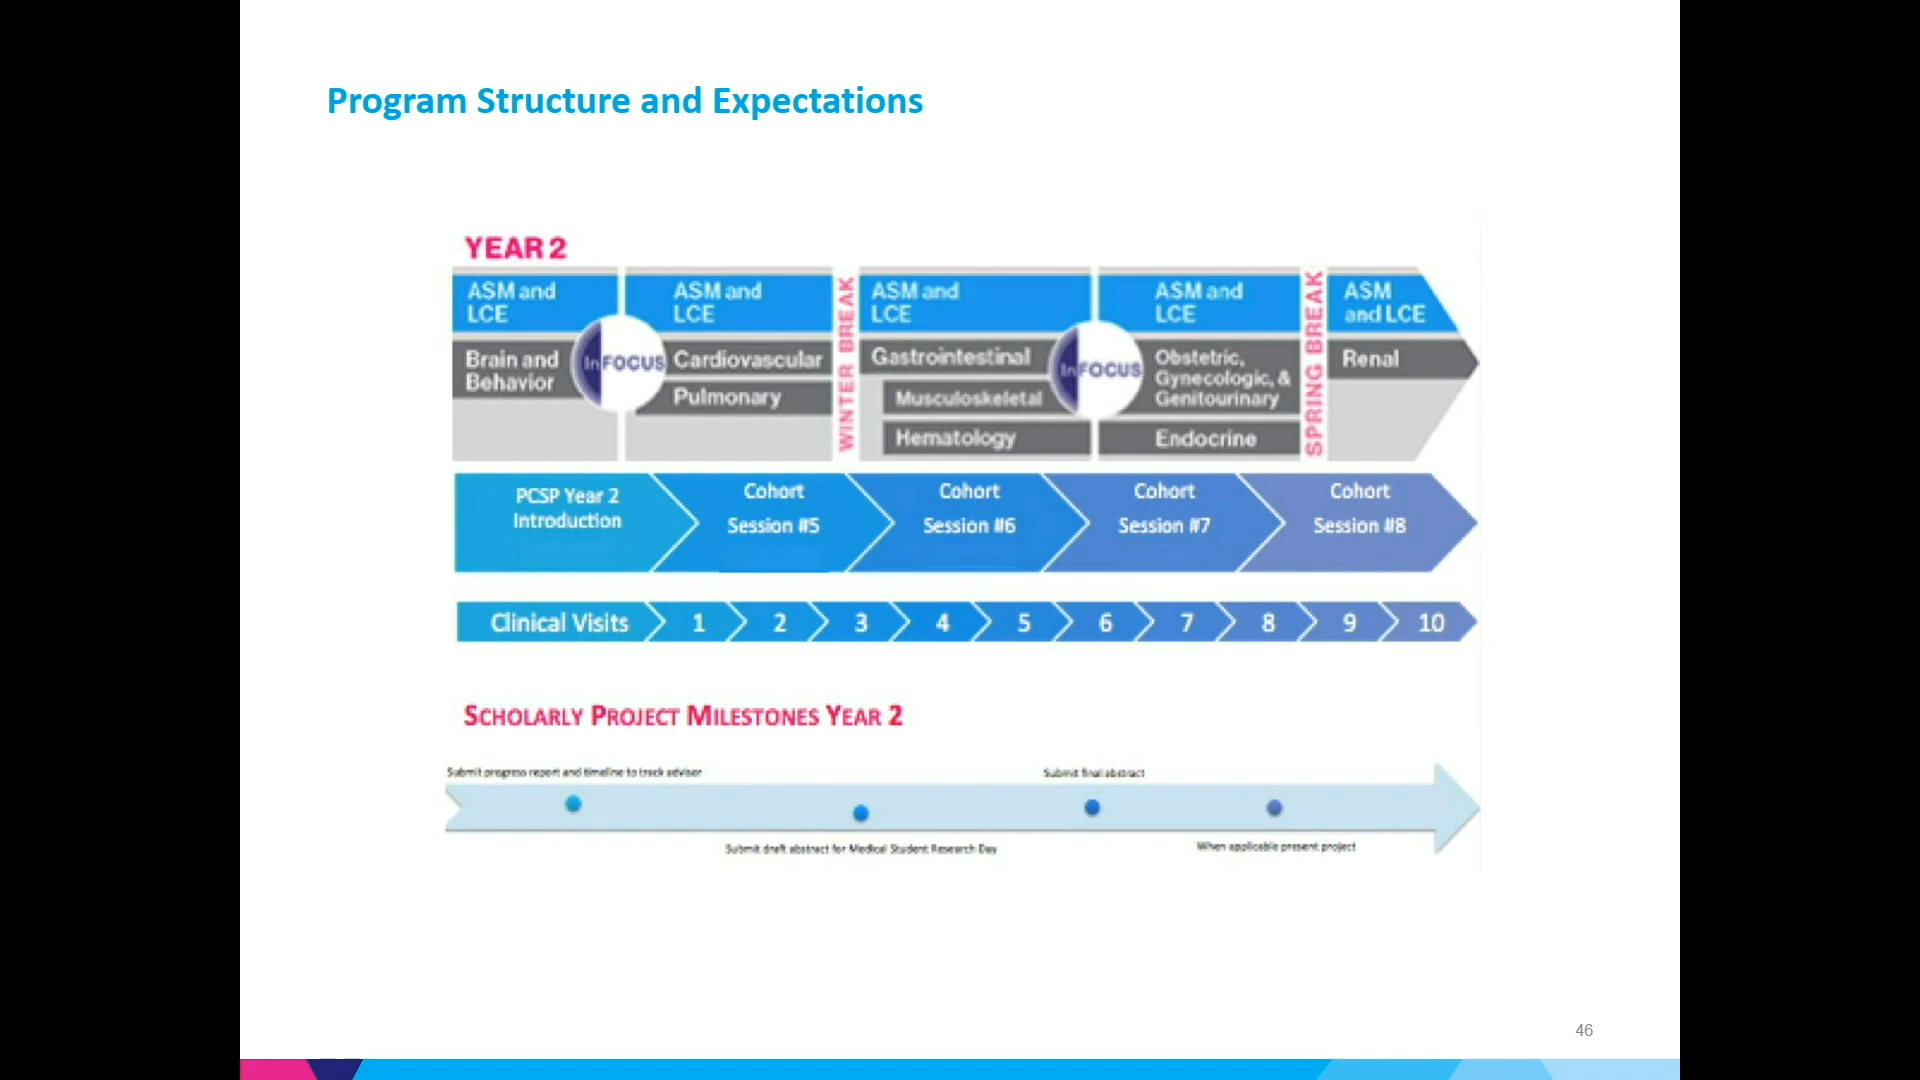 Program Structure and Expectations
YEAR 2
ASM and
LCE
Brain and
Behavior
InFOCUS
ASM and
LCE
Cardiovascular
Pulmonary
WINTER BREAK
ASM and
LCE
Gastrointestinal
Musculoskeletal
Hematology
InFOCUS
ASM and
LCE
Obstetric,
Gynecologic, &
Genitourinary
Endocrine
SPRING BREAK
ASM
and LCE
Renal
PCSP Year 2
Introduction
Cohort
Session #5
Cohort
Session #6
Cohort
Session #7
Cohort
Session #8
Clinical Visits 1 2 3 4 5 6 7 8 9 10
SCHOLARLY PROJECT MILESTONES YEAR 2
Submit progress report and timeline to track adviser
Submit final abstract
Submit draft abstract for Medical Student Research Day
When applicable present project
46